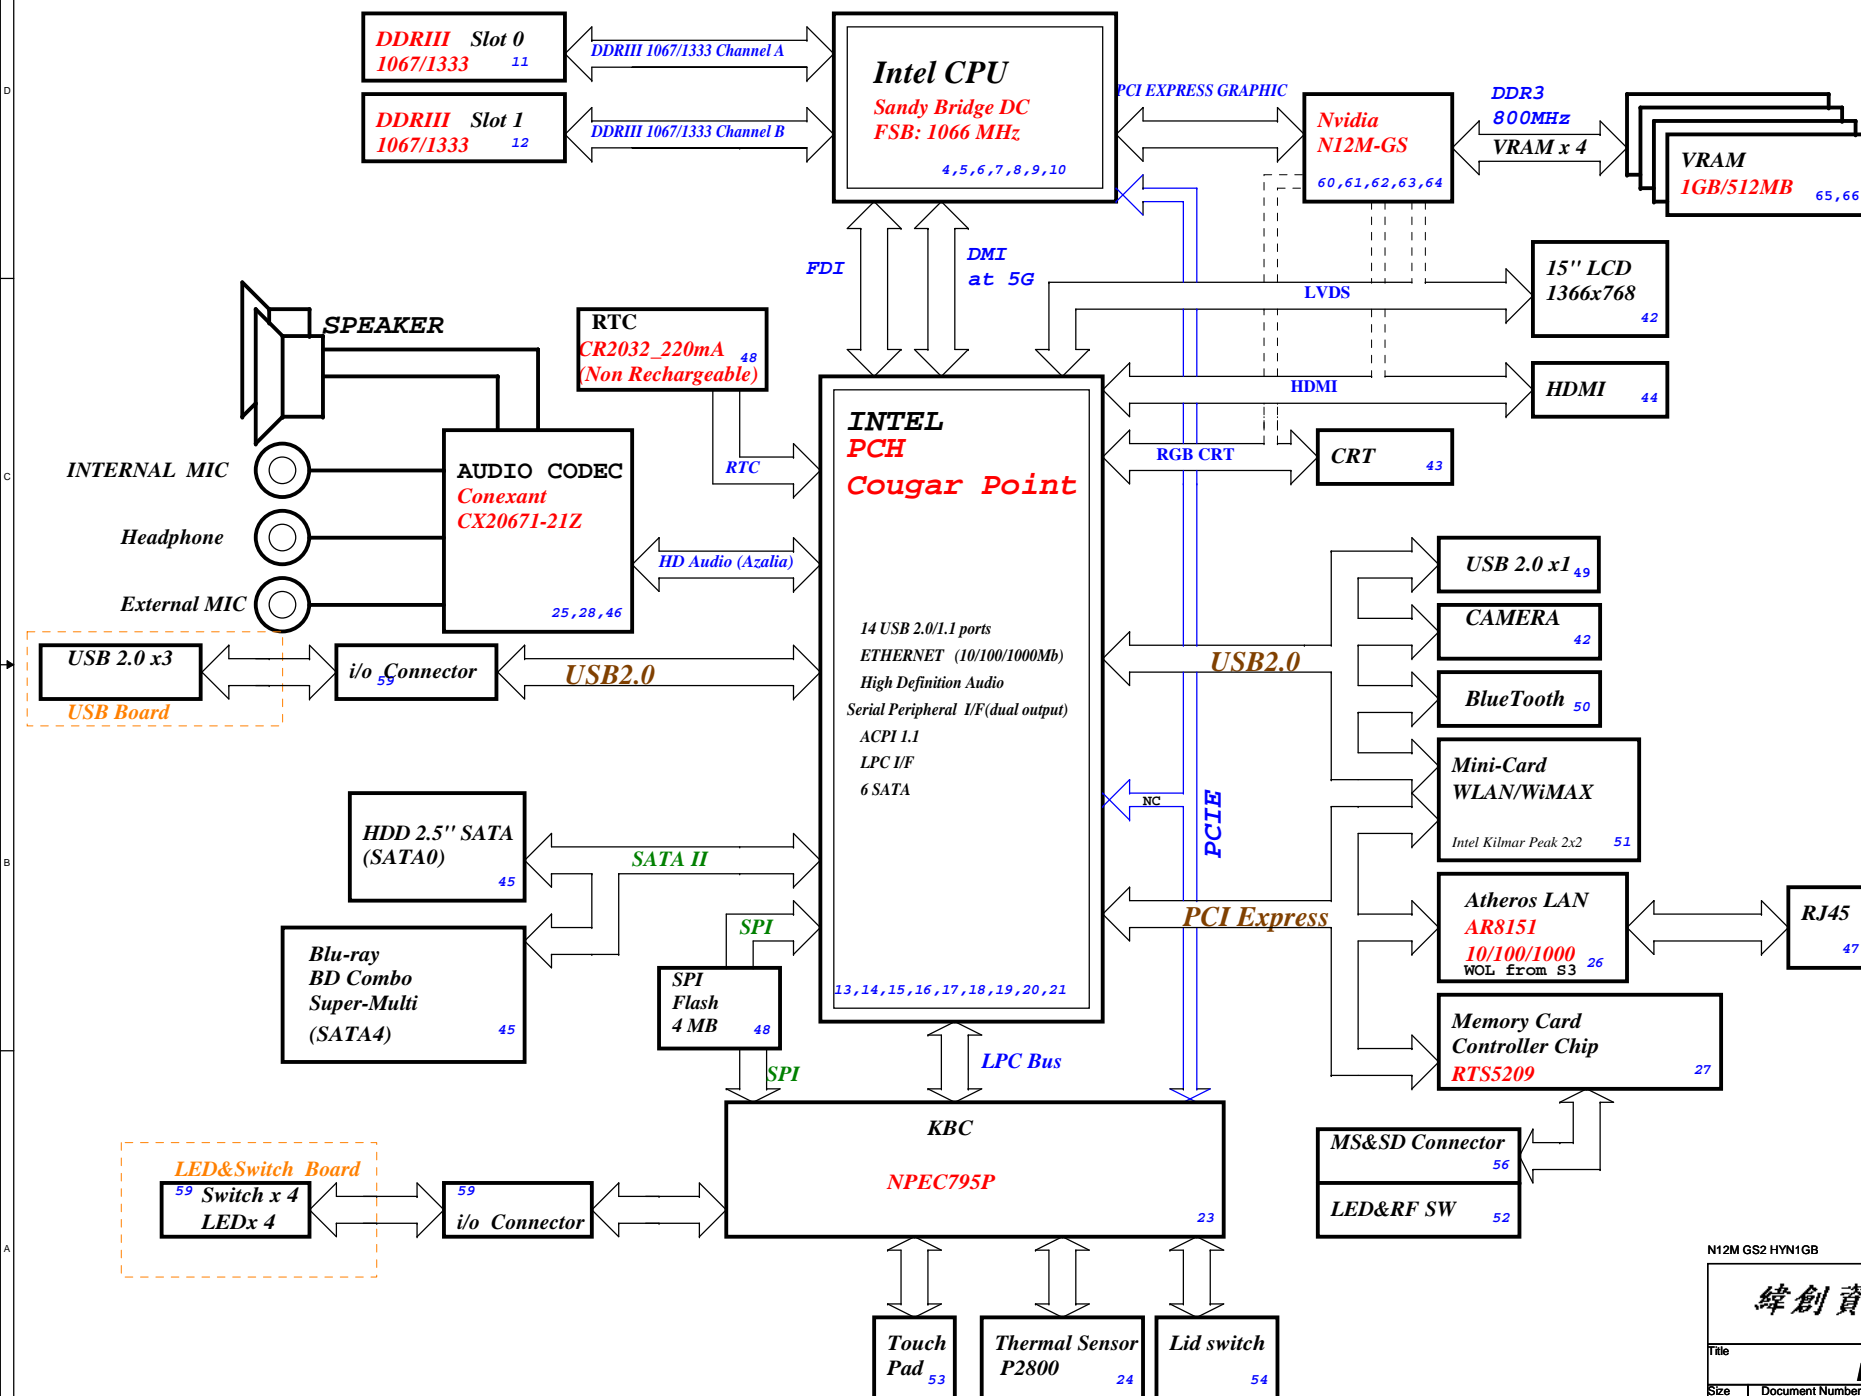 DDRIII Slot 0
1067/1333 11
DDRIII 1067/1333 Channel A
DDRIII Slot 1
1067/1333 12
DDRIII 1067/1333 Channel B
Intel CPU
Sandy Bridge DC
FSB: 1066 MHz
4,5,6,7,8,9,10
PCI EXPRESS GRAPHIC
Nvidia
N12M-GS
60,61,62,63,64
DDR3
800MHz
VRAM x 4
VRAM
1GB/512MB 65,66
FDI
DMI
at 5G
LVDS
15" LCD
1366x768
42
HDMI
HDMI 44
RGB CRT
CRT 43
SPEAKER
RTC
CR2032_220mA 48
(Non Rechargeable)
RTC
INTERNAL MIC
Headphone
External MIC
AUDIO CODEC
Conexant
CX20671-21Z
25,28,46
HD Audio (Azalia)
INTEL
PCH
Cougar Point
14 USB 2.0/1.1 ports
ETHERNET (10/100/1000Mb)
High Definition Audio
Serial Peripheral I/F(dual output)
ACPI 1.1
LPC I/F
6 SATA
13,14,15,16,17,18,19,20,21
USB 2.0 x3
USB Board
i/o Connector
59
USB2.0
USB2.0
USB 2.0 x1 49
CAMERA
42
BlueTooth 50
Mini-Card
WLAN/WiMAX
Intel Kilmar Peak 2x2 51
NC
PCIE
PCI Express
Atheros LAN
AR8151
10/100/1000
WOL from S3 26
RJ45
47
Memory Card
Controller Chip
RTS5209 27
MS&SD Connector
56
LED&RF SW 52
HDD 2.5" SATA
(SATA0)
45
SATA II
Blu-ray
BD Combo
Super-Multi
(SATA4) 45
SPI
SPI
Flash
4 MB 48
SPI
LPC Bus
KBC
NPEC795P
23
LED&Switch Board
59 Switch x 4
LEDx 4
59
i/o Connector
Touch
Pad 53
Thermal Sensor
P2800
24
Lid switch
54
N12M GS2 HYN1GB
緯創資
Title
Size Document Number
D
C
B
A